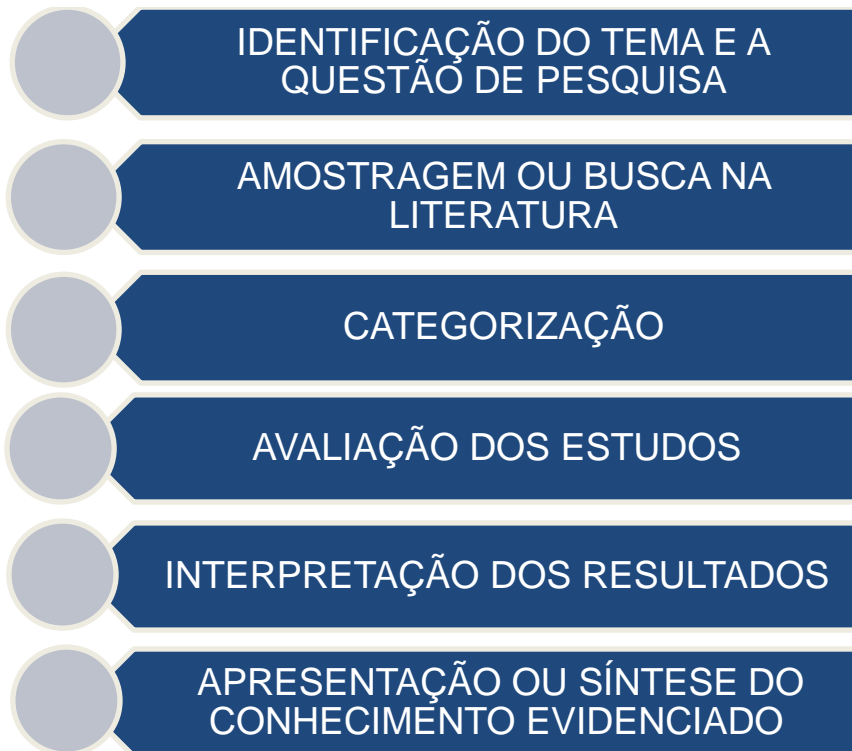 IDENTIFICAÇÃO DO TEMA E A
QUESTÃO DE PESQUISA
AMOSTRAGEM OU BUSCA NA
LITERATURA
CATEGORIZAÇÃO
AVALIAÇÃO DOS ESTUDOS
INTERPRETAÇÃO DOS RESULTADOS
APRESENTAÇÃO OU SÍNTESE DO
CONHECIMENTO EVIDENCIADO